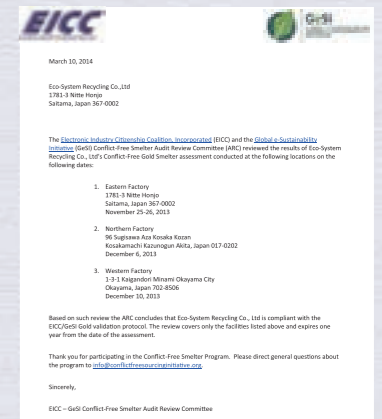 EICC
GeSI
March 10, 2014
Eco-System Recycling Co.,Ltd
1781-3 Nitte Honjo
Saitama, Japan 367-0002
The Electronic Industry Citizenship Coalition, Incorporated (EICC) and the Global e-Sustainability
Initiative (GeSI) Conflict-Free Smelter Audit Review Committee (ARC) reviewed the results of Eco-System
Recycling Co., Ltd's Conflict-Free Gold Smelter assessment conducted at the following locations on the
following dates:
1. Eastern Factory
1781-3 Nitte Honjo
Saitama, Japan 367-0002
November 25-26, 2013
2. Northern Factory
96 Sugisawa Aza Kosaka Kozan
Kosakamachi Kazunogun Akita, Japan 017-0202
December 6, 2013
3. Western Factory
1-3-1 Kaigandori Minami Okayama City
Okayama, Japan 702-8506
December 10, 2013
Based on such review the ARC concludes that Eco-System Recycling Co., Ltd is compliant with the
EICC/GeSI Gold validation protocol. The review covers only the facilities listed above and expires one
year from the date of the assessment.
Thank you for participating in the Conflict-Free Smelter Program. Please direct general questions about
the program to info@conflictfreesourcinginitiative.org.
Sincerely,
EICC – GeSI Conflict-Free Smelter Audit Review Committee